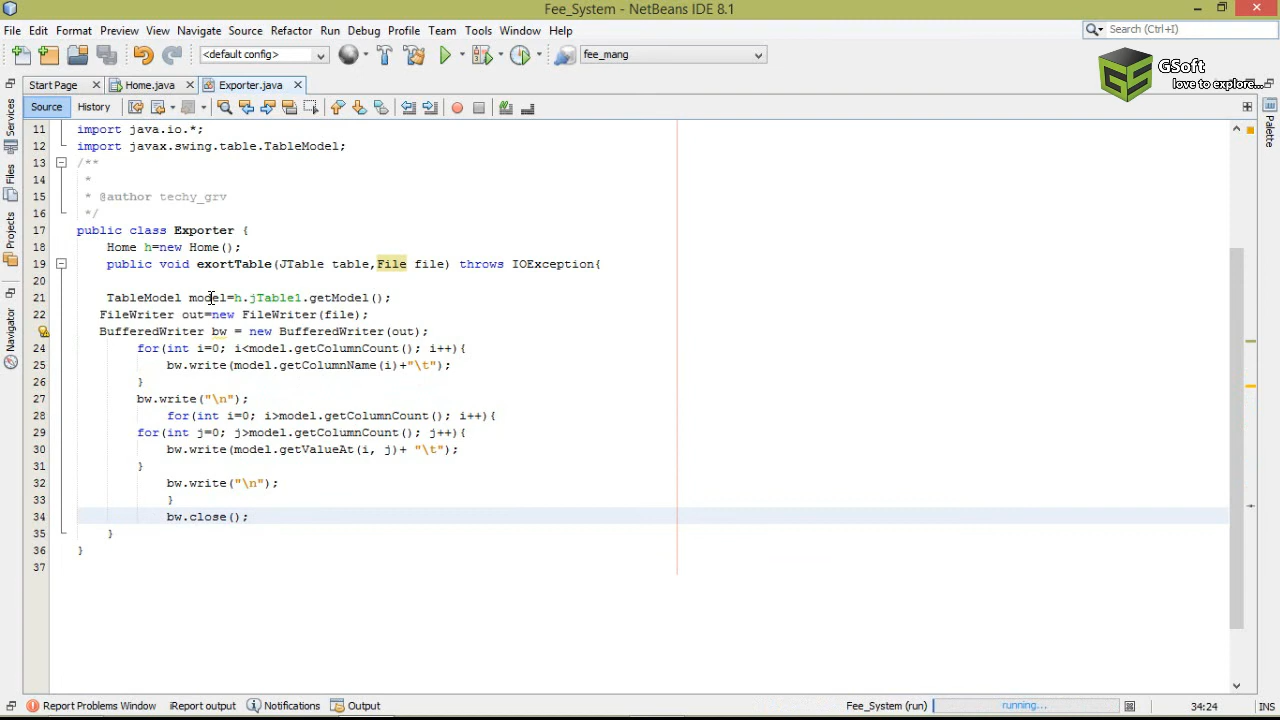 Fee_System - NetBeans IDE 8.1
File Edit Format Preview View Navigate Source Refactor Run Debug Profile Team Tools Window Help
Search (Ctrl+I)
<default config>
fee_mang
GSoft
love to explore...
Start Page
Home.java
Exporter.java
Source
History
Services
Files
Projects
Navigator
Palette
11 import java.io.*;
12 import javax.swing.table.TableModel;
13 /**
14 *
15 * @author techy_grv
16 */
17 public class Exporter {
18 Home h=new Home();
19 public void exortTable(JTable table,File file) throws IOException{
20
21 TableModel model=h.jTable1.getModel();
22 FileWriter out=new FileWriter(file);
BufferedWriter bw = new BufferedWriter(out);
24 for(int i=0; i<model.getColumnCount(); i++){
25 bw.write(model.getColumnName(i)+"\t");
26 }
27 bw.write("\n");
28 for(int i=0; i>model.getColumnCount(); i++){
29 for(int j=0; j>model.getColumnCount(); j++){
30 bw.write(model.getValueAt(i, j)+ "\t");
31 }
32 bw.write("\n");
33 }
34 bw.close();
35 }
36 }
37
Report Problems Window iReport output Notifications Output
Fee_System (run) running... 34:24 INS